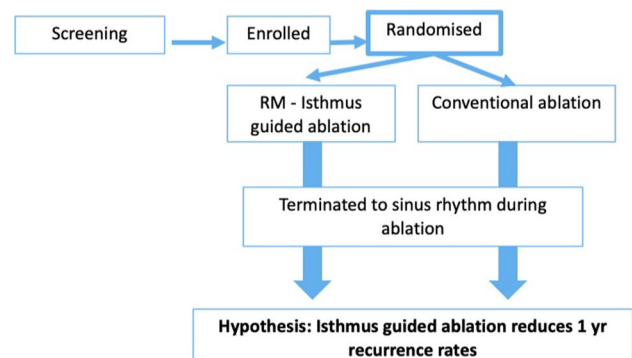 Screening
Enrolled
Randomised
RM - Isthmus
guided ablation
Conventional ablation
Terminated to sinus rhythm during
ablation
Hypothesis: Isthmus guided ablation reduces 1 yr
recurrence rates